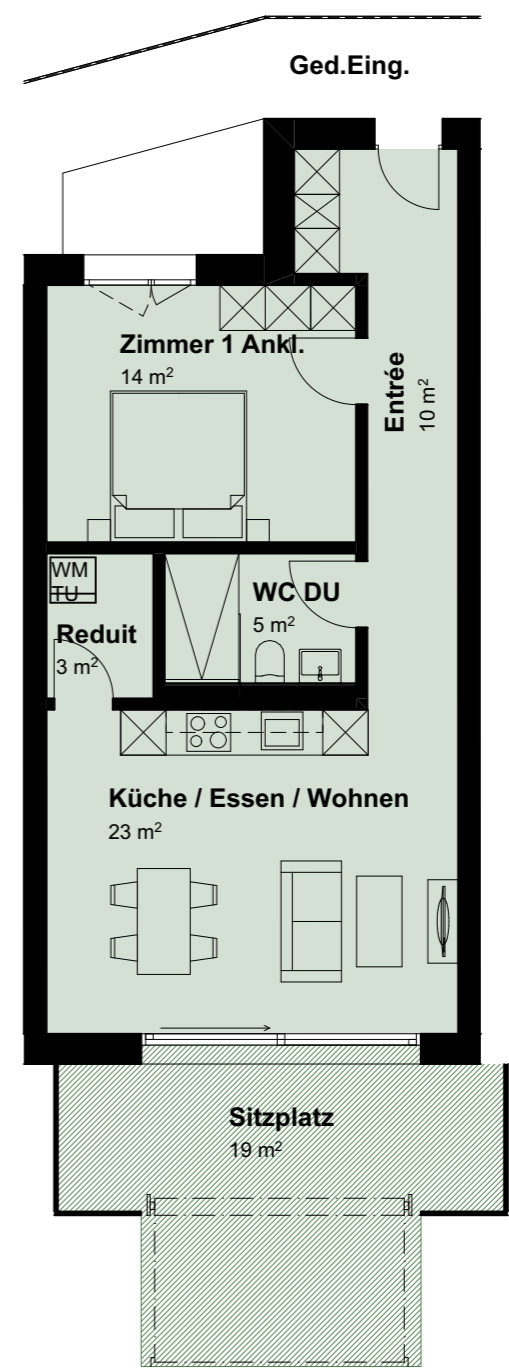 Ged.Eing.
Zimmer 1 Ankl.
14 m²
Entrée
10 m²
WM
TU
Reduit
3 m²
WC DU
5 m²
Küche / Essen / Wohnen
23 m²
Sitzplatz
19 m²